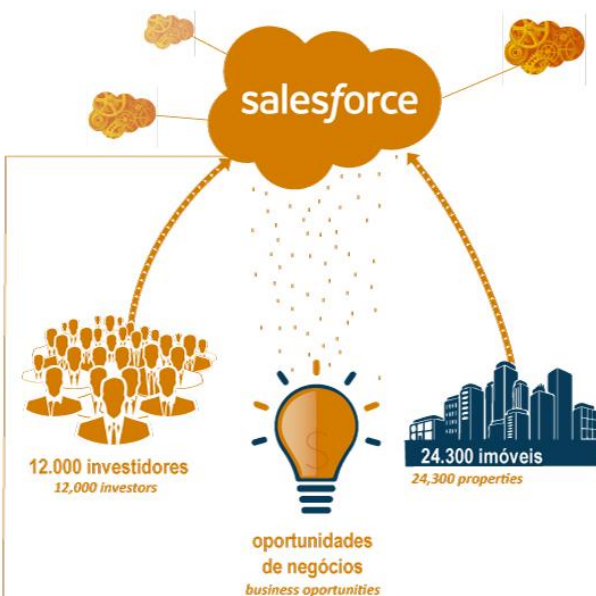 salesforce
12.000 investidores
12,000 investors
24.300 imóveis
24,300 properties
oportunidades
de negócios
business oportunities